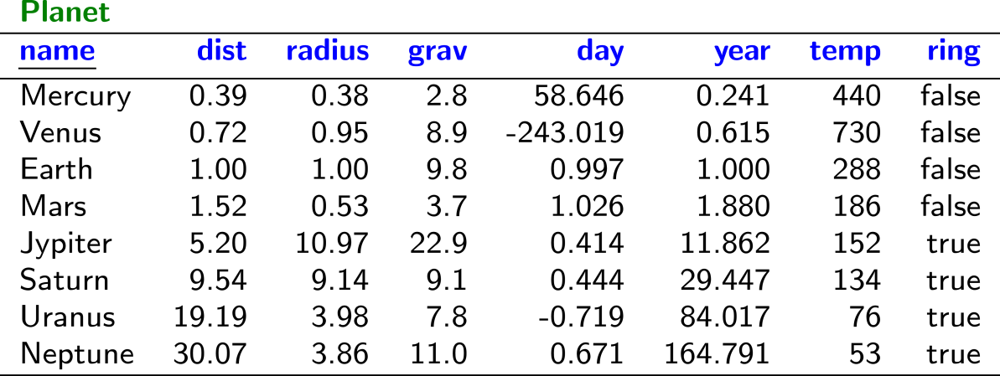 Planet
name dist radius grav day year temp ring
Mercury 0.39 0.38 2.8 58.646 0.241 440 false
Venus 0.72 0.95 8.9 -243.019 0.615 730 false
Earth 1.00 1.00 9.8 0.997 1.000 288 false
Mars 1.52 0.53 3.7 1.026 1.880 186 false
Jypiter 5.20 10.97 22.9 0.414 11.862 152 true
Saturn 9.54 9.14 9.1 0.444 29.447 134 true
Uranus 19.19 3.98 7.8 -0.719 84.017 76 true
Neptune 30.07 3.86 11.0 0.671 164.791 53 true